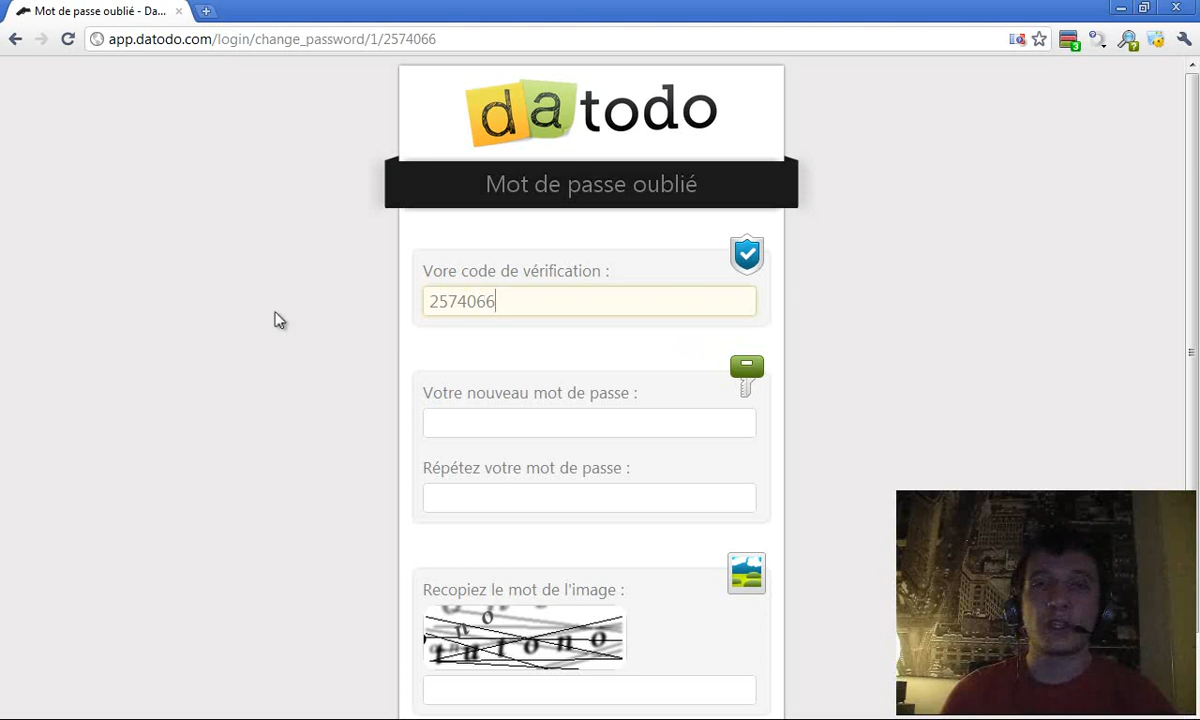 Mot de passe oublié - Da...
app.datodo.com/login/change_password/1/2574066
3
datodo
Mot de passe oublié
Vore code de vérification :
2574066
Votre nouveau mot de passe :
Répétez votre mot de passe :
Recopiez le mot de l'image :